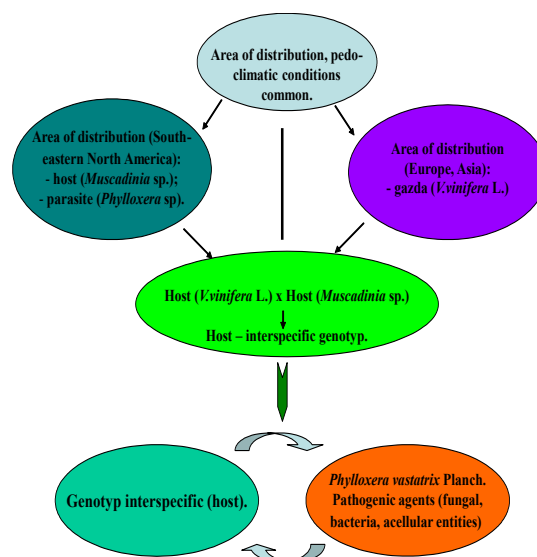 Area of distribution, pedo-
climatic conditions
common.
Area of distribution (South-
eastern North America):
- host (Muscadinia sp.);
- parasite (Phylloxera sp).
Area of distribution
(Europe, Asia):
- gazda (V.vinifera L.)
Host (V.vinifera L.) x Host (Muscadinia sp.)
Host – interspecific genotyp.
Genotyp interspecific (host).
Phylloxera vastatrix Planch.
Pathogenic agents (fungal,
bacteria, acellular entities)